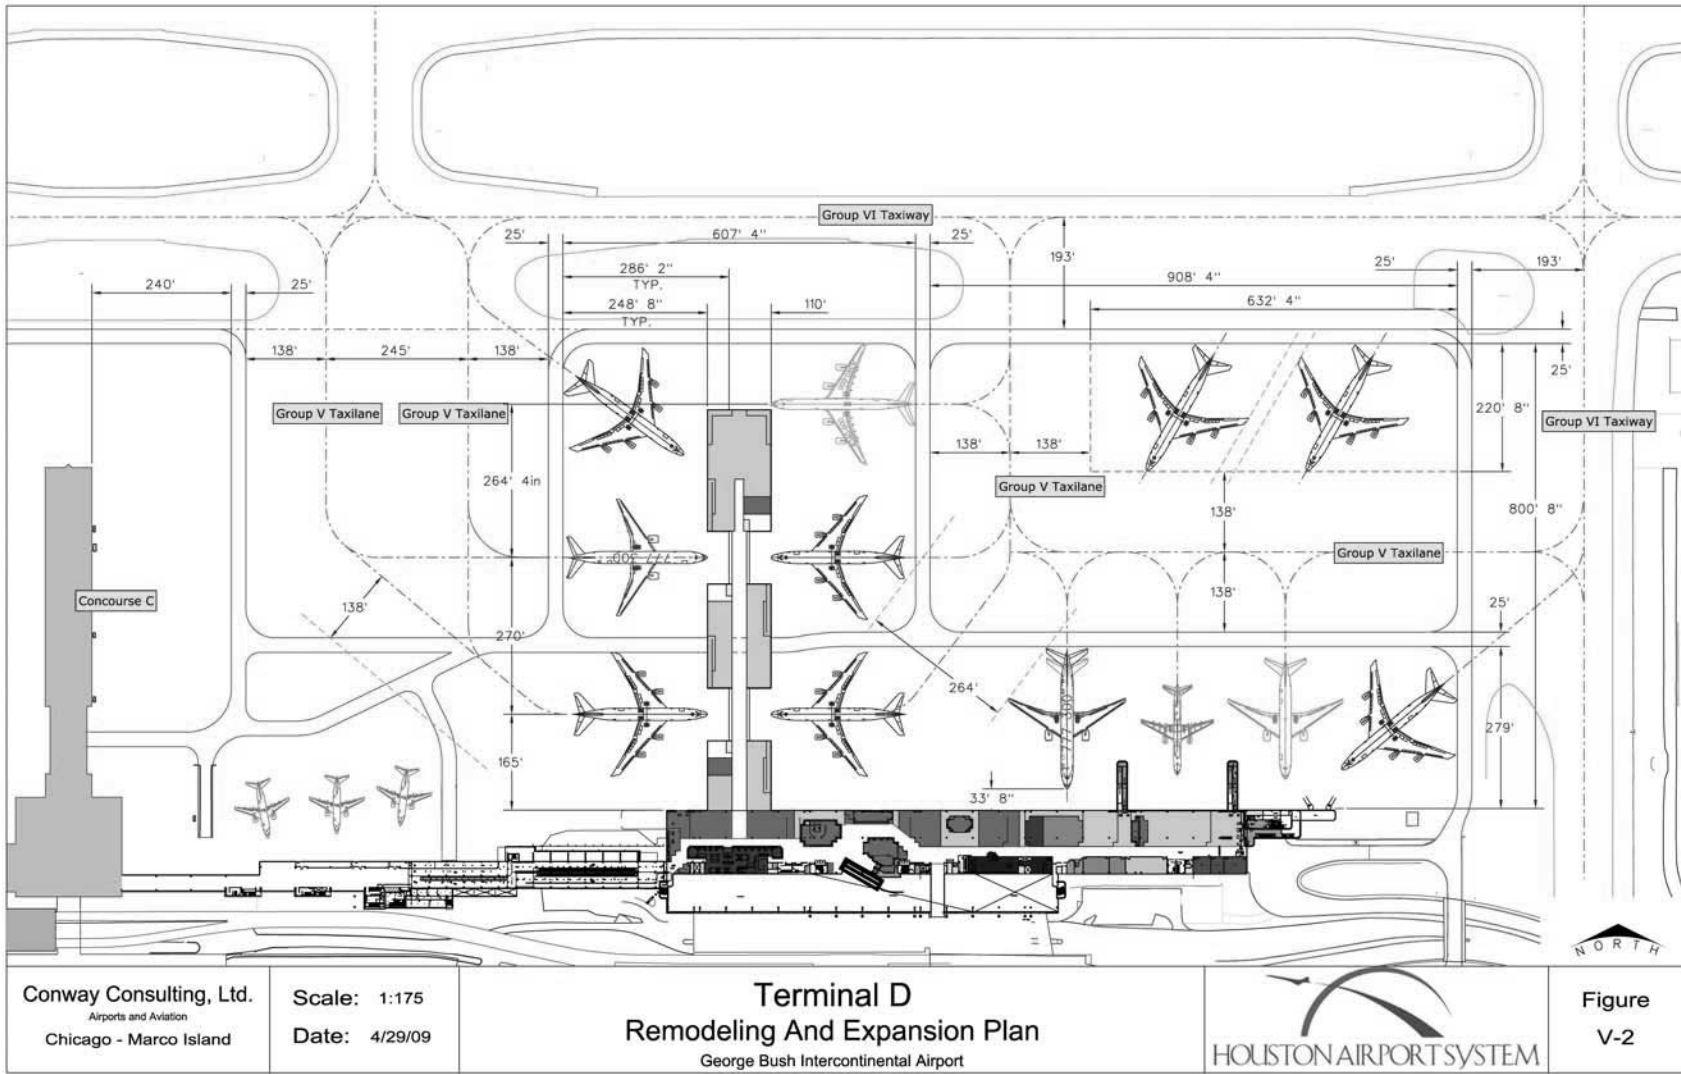 Group VI Taxiway
25'
607' 4"
25'
193'
286' 2"
TYP.
25'
193'
240'
25'
908' 4"
248' 8"
TYP.
110'
632' 4"
138'
245'
138'
25'
Group V Taxilane
Group V Taxilane
220' 8"
Group VI Taxiway
138'
138'
264' 4in
Group V Taxilane
138'
800' 8"
Group V Taxilane
777 300
Concourse C
138'
138'
25'
270'
264'
279'
165'
33' 8"
NORTH
Conway Consulting, Ltd.
Airports and Aviation
Chicago - Marco Island
Scale: 1:175
Date: 4/29/09
Terminal D
Remodeling And Expansion Plan
George Bush Intercontinental Airport
HOUSTON AIRPORT SYSTEM
Figure
V-2